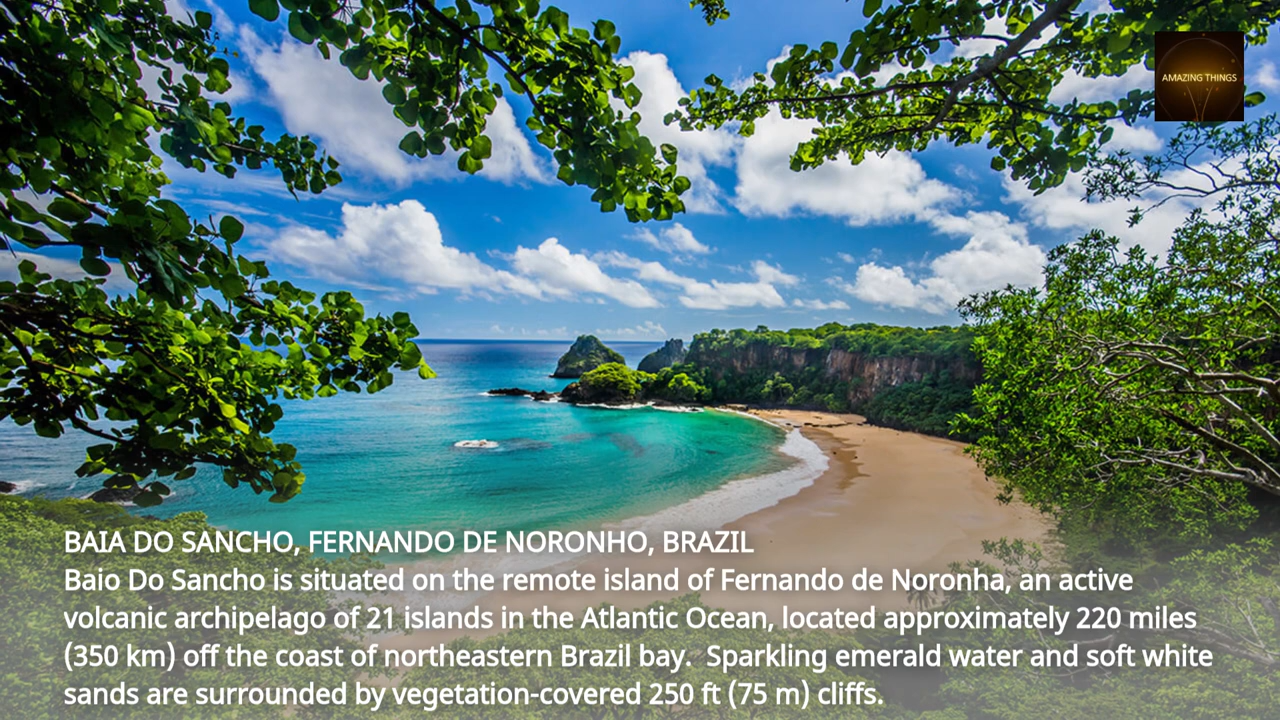 AMAZING THINGS
BAIA DO SANCHO, FERNANDO DE NORONHO, BRAZIL
Baio Do Sancho is situated on the remote island of Fernando de Noronha, an active
volcanic archipelago of 21 islands in the Atlantic Ocean, located approximately 220 miles
(350 km) off the coast of northeastern Brazil bay.  Sparkling emerald water and soft white
sands are surrounded by vegetation-covered 250 ft (75 m) cliffs.